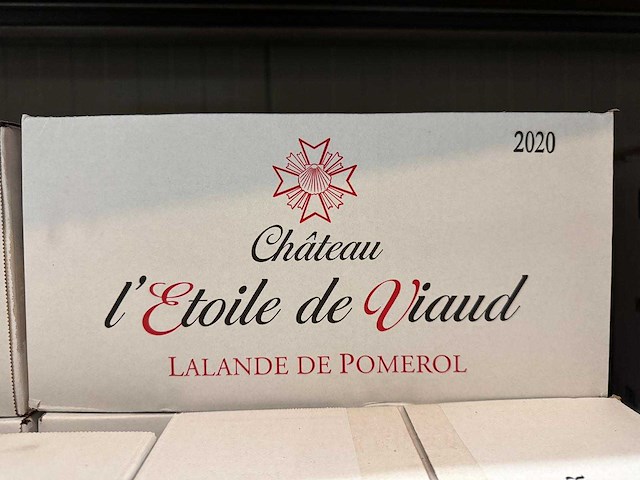 2020
Château
l'Etoile de Viaud
LALANDE DE POMEROL